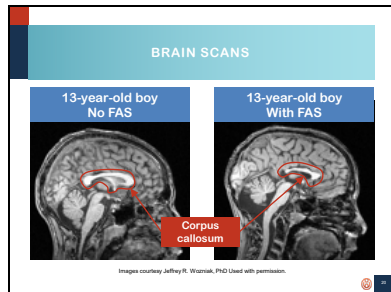 BRAIN SCANS
13-year-old boy
No FAS
13-year-old boy
With FAS
Corpus
callosum
Images courtesy Jeffrey R. Wozniak, PhD Used with permission.